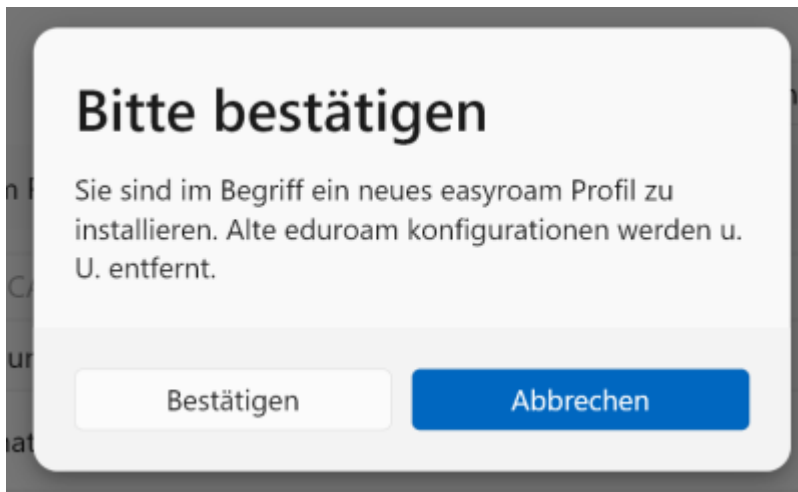 Bitte bestätigen
Sie sind im Begriff ein neues easyroam Profil zu
installieren. Alte eduroam konfigurationen werden u.
U. entfernt.
Bestätigen
Abbrechen